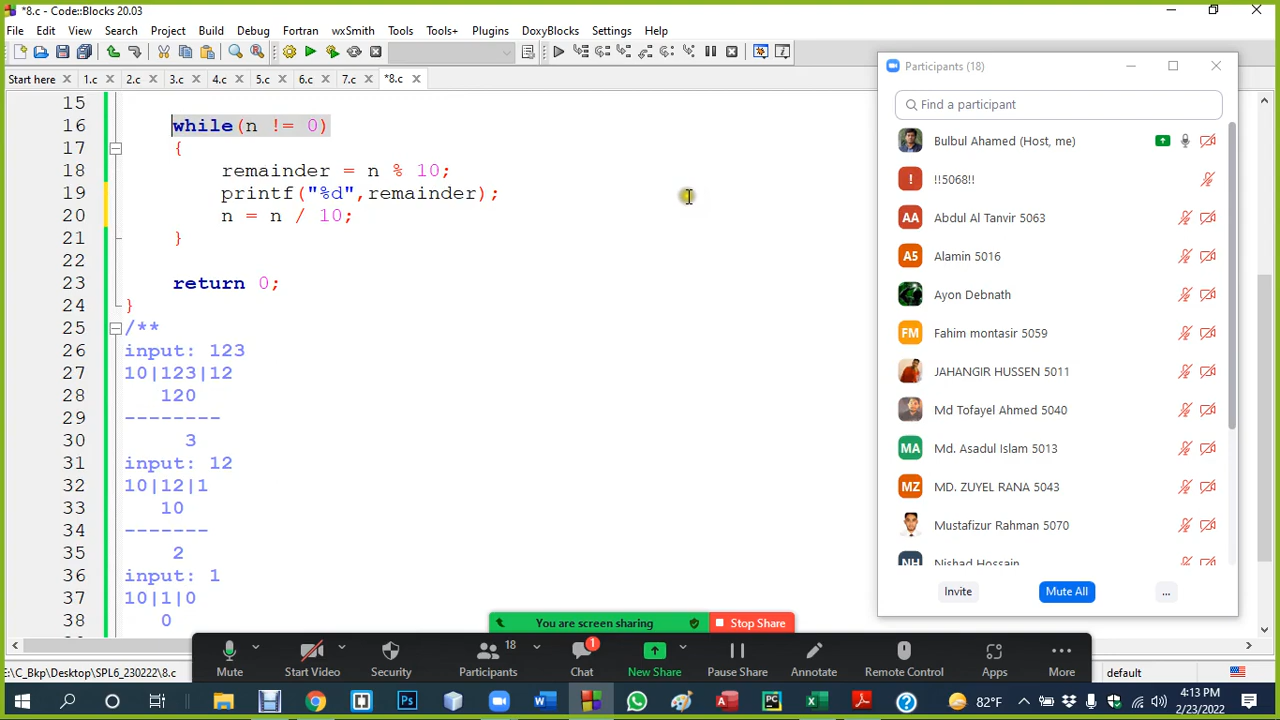 *8.c - Code::Blocks 20.03
File Edit View Search Project Build Debug Fortran wxSmith Tools Tools+ Plugins DoxyBlocks Settings Help
Start here 1.c 2.c 3.c 4.c 5.c 6.c 7.c *8.c
15
16 while(n != 0)
17 {
18 remainder = n % 10;
19 printf("%d",remainder);
20 n = n / 10;
21 }
22
23 return 0;
24 }
25 /**
26 input: 123
27 10|123|12
28 120
29 --------
30 3
31 input: 12
32 10|12|1
33 10
34 -------
35 2
36 input: 1
37 10|1|0
38 0
Participants (18)
Find a participant
Bulbul Ahamed (Host, me)
! !!5068!!
AA Abdul Al Tanvir 5063
A5 Alamin 5016
Ayon Debnath
FM Fahim montasir 5059
JAHANGIR HUSSEN 5011
Md Tofayel Ahmed 5040
MA Md. Asadul Islam 5013
MZ MD. ZUYEL RANA 5043
Mustafizur Rahman 5070
NH Nishad Hossain
Invite Mute All ...
You are screen sharing Stop Share
Mute Start Video Security Participants 18 Chat 1 New Share Pause Share Annotate Remote Control Apps More
E:\C_Bkp\Desktop\SPL6_230222\8.c default
82°F 4:13 PM
2/23/2022